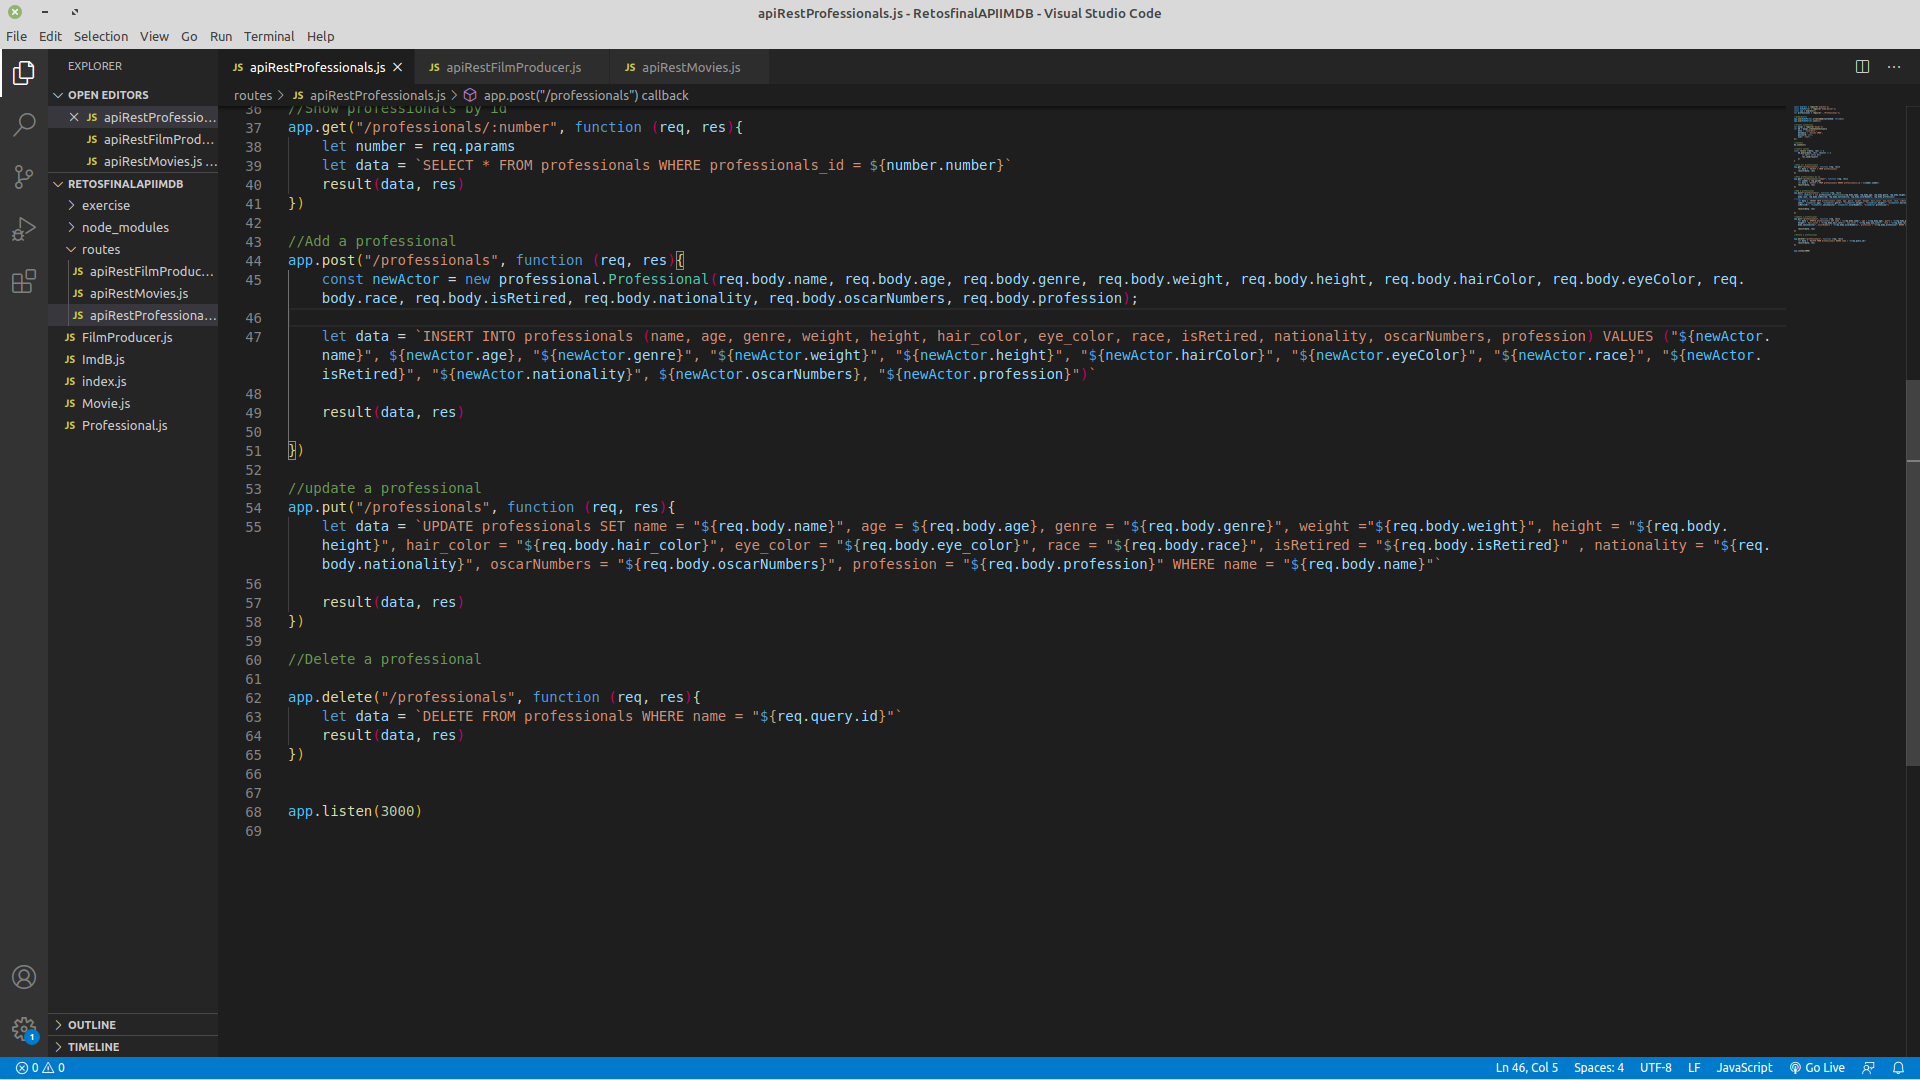 apiRestProfessionals.js - RetosfinalAPIIMDB - Visual Studio Code
File Edit Selection View Go Run Terminal Help
EXPLORER
OPEN EDITORS
JS apiRestProfessio...
JS apiRestFilmProd...
JS apiRestMovies.js ...
RETOSFINALAPIIMDB
exercise
node_modules
routes
JS apiRestFilmProduc...
JS apiRestMovies.js
JS apiRestProfessiona...
JS FilmProducer.js
JS ImdB.js
JS index.js
JS Movie.js
JS Professional.js
OUTLINE
TIMELINE
JS apiRestProfessionals.js
JS apiRestFilmProducer.js
JS apiRestMovies.js
routes > JS apiRestProfessionals.js > app.post("/professionals") callback
36 //Show professionals by id
37 app.get("/professionals/:number", function (req, res){
38 let number = req.params
39 let data = `SELECT * FROM professionals WHERE professionals_id = ${number.number}`
40 result(data, res)
41 })
42
43 //Add a professional
44 app.post("/professionals", function (req, res){
45 const newActor = new professional.Professional(req.body.name, req.body.age, req.body.genre, req.body.weight, req.body.height, req.body.hairColor, req.body.eyeColor, req.
body.race, req.body.isRetired, req.body.nationality, req.body.oscarNumbers, req.body.profession);
46
47 let data = `INSERT INTO professionals (name, age, genre, weight, height, hair_color, eye_color, race, isRetired, nationality, oscarNumbers, profession) VALUES ("${newActor.
name}", ${newActor.age}, "${newActor.genre}", "${newActor.weight}", "${newActor.height}", "${newActor.hairColor}", "${newActor.eyeColor}", "${newActor.race}", "${newActor.
isRetired}", "${newActor.nationality}", ${newActor.oscarNumbers}, "${newActor.profession}")`
48
49 result(data, res)
50
51 })
52
53 //update a professional
54 app.put("/professionals", function (req, res){
55 let data = `UPDATE professionals SET name = "${req.body.name}", age = ${req.body.age}, genre = "${req.body.genre}", weight ="${req.body.weight}", height = "${req.body.
height}", hair_color = "${req.body.hair_color}", eye_color = "${req.body.eye_color}", race = "${req.body.race}", isRetired = "${req.body.isRetired}" , nationality = "${req.
body.nationality}", oscarNumbers = "${req.body.oscarNumbers}", profession = "${req.body.profession}" WHERE name = "${req.body.name}"`
56
57 result(data, res)
58 })
59
60 //Delete a professional
61
62 app.delete("/professionals", function (req, res){
63 let data = `DELETE FROM professionals WHERE name = "${req.query.id}"`
64 result(data, res)
65 })
66
67
68 app.listen(3000)
69
1
0 0
Ln 46, Col 5 Spaces: 4 UTF-8 LF JavaScript Go Live